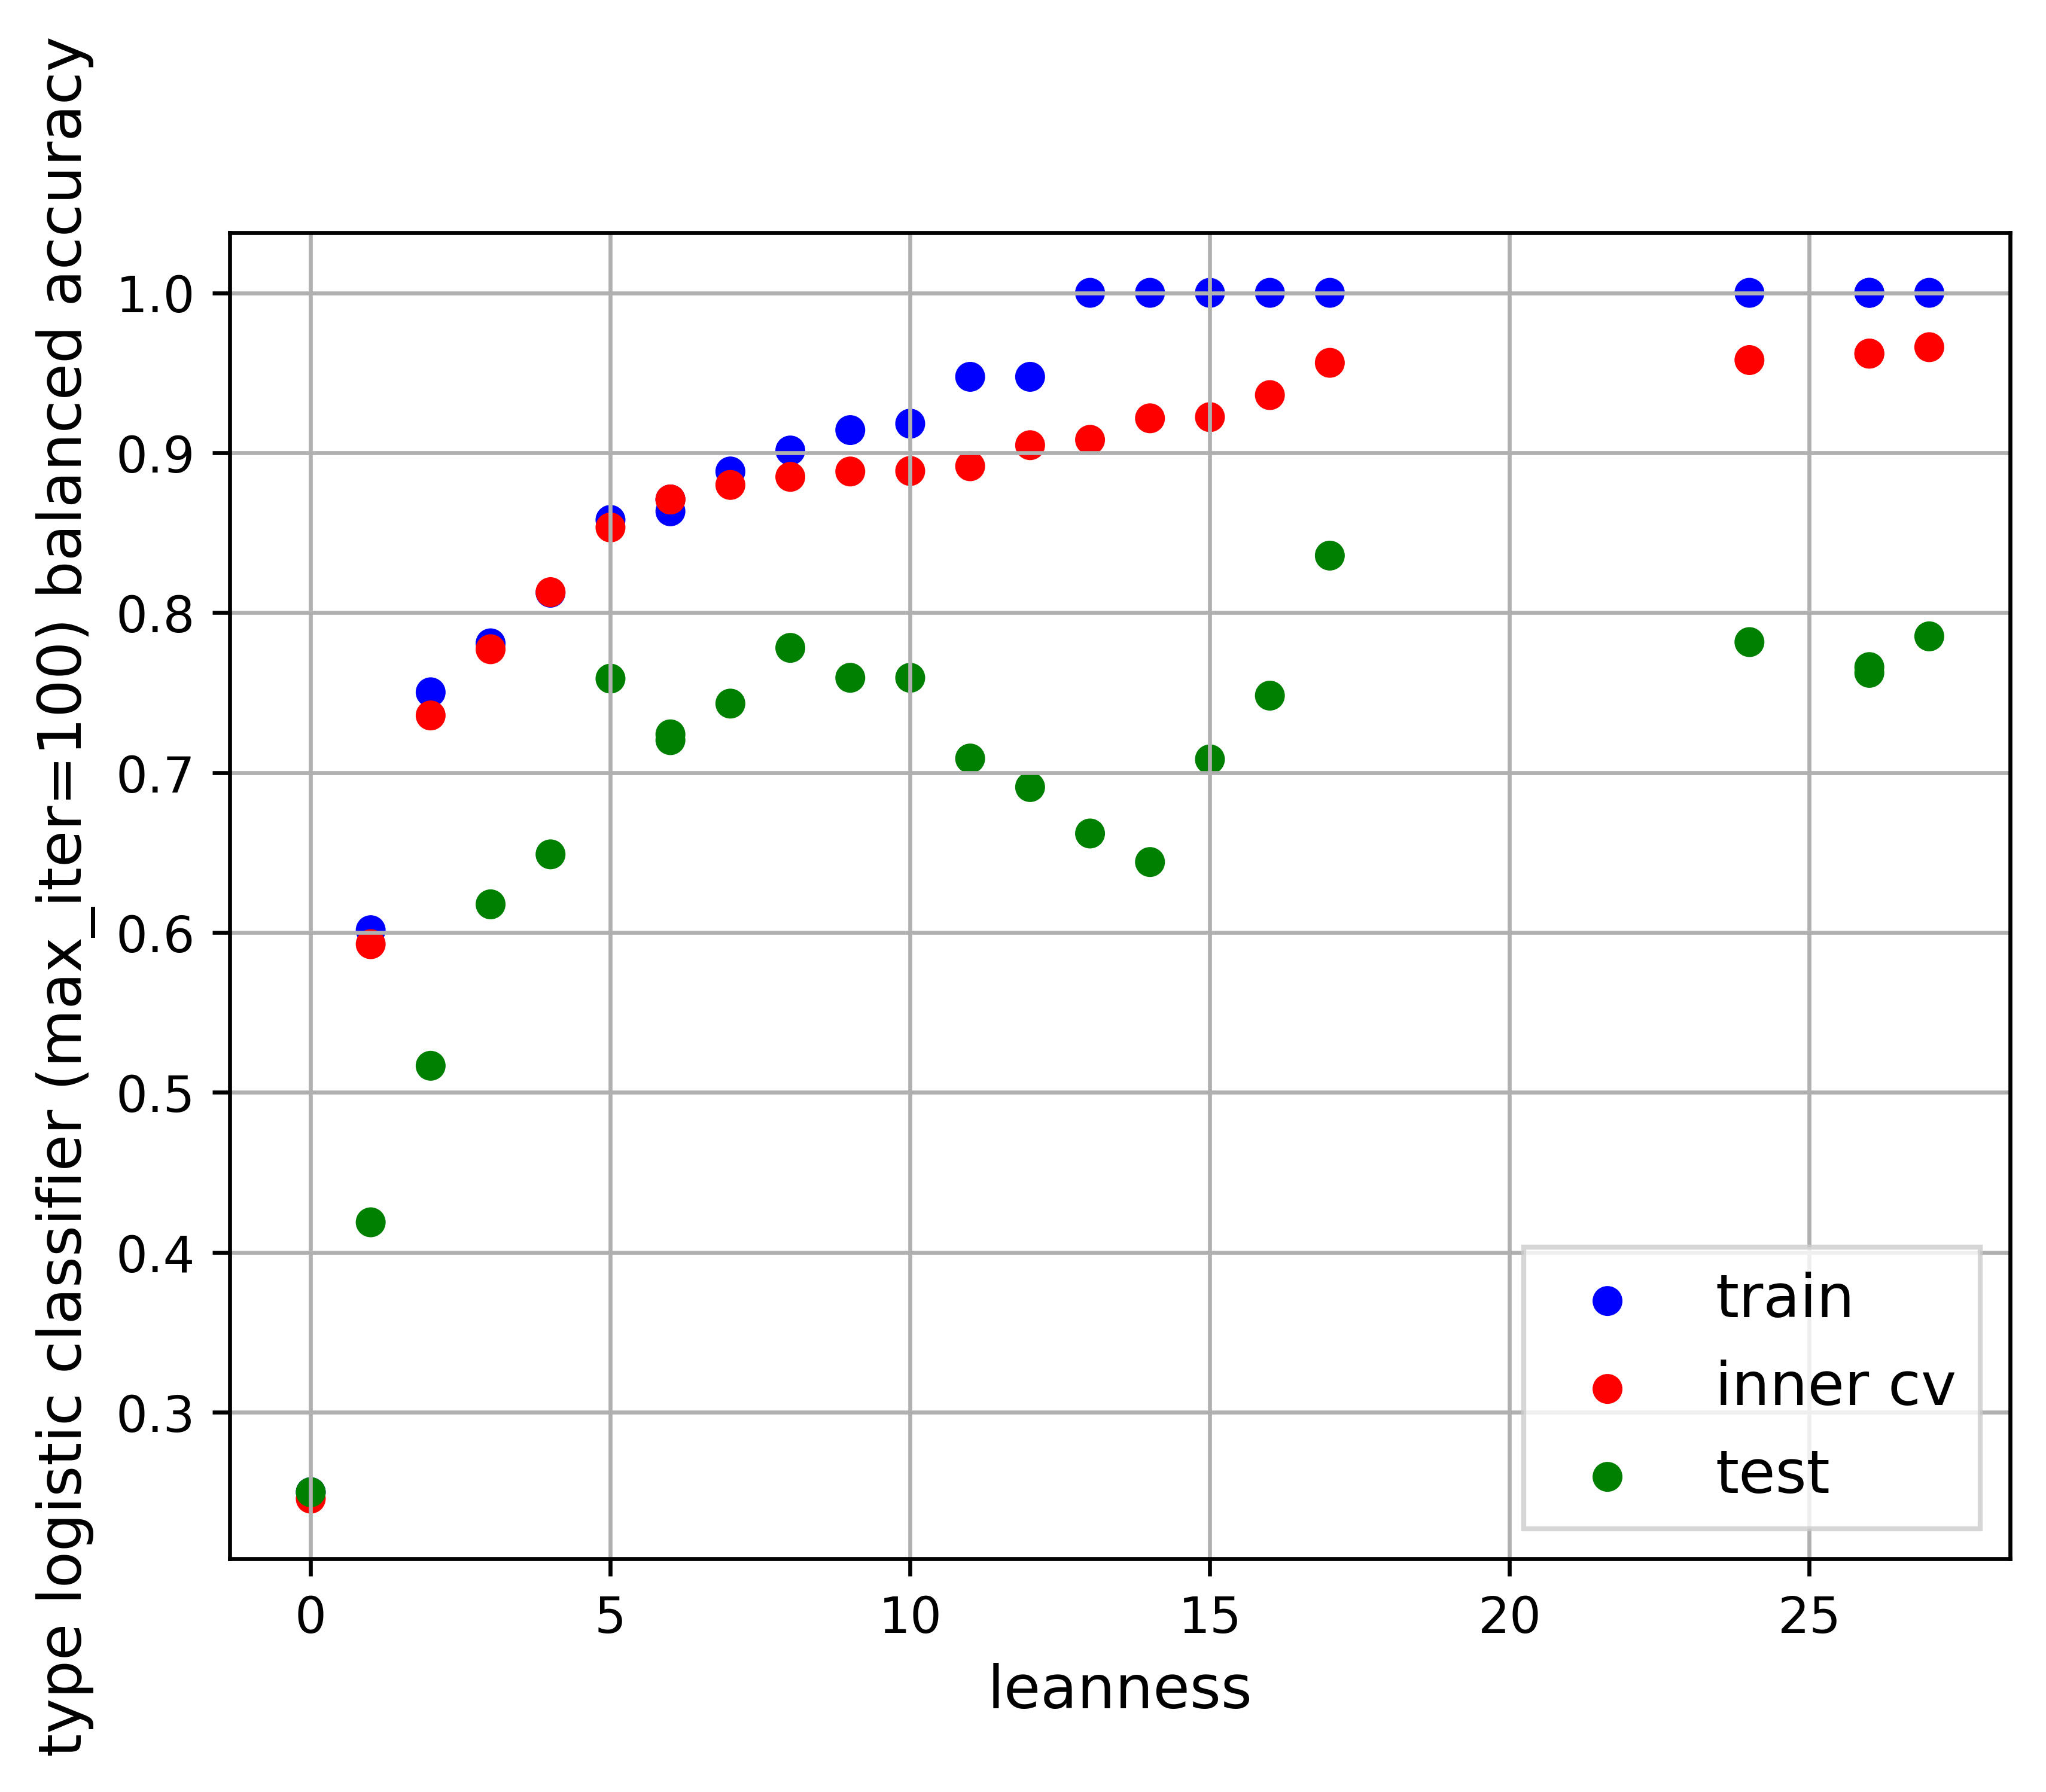 type logistic classifier (max_iter=100) balanced accuracy
1.0
0.9
0.8
0.7
0.6
0.5
0.4
0.3
train
inner cv
test
0 5 10 15 20 25
leanness